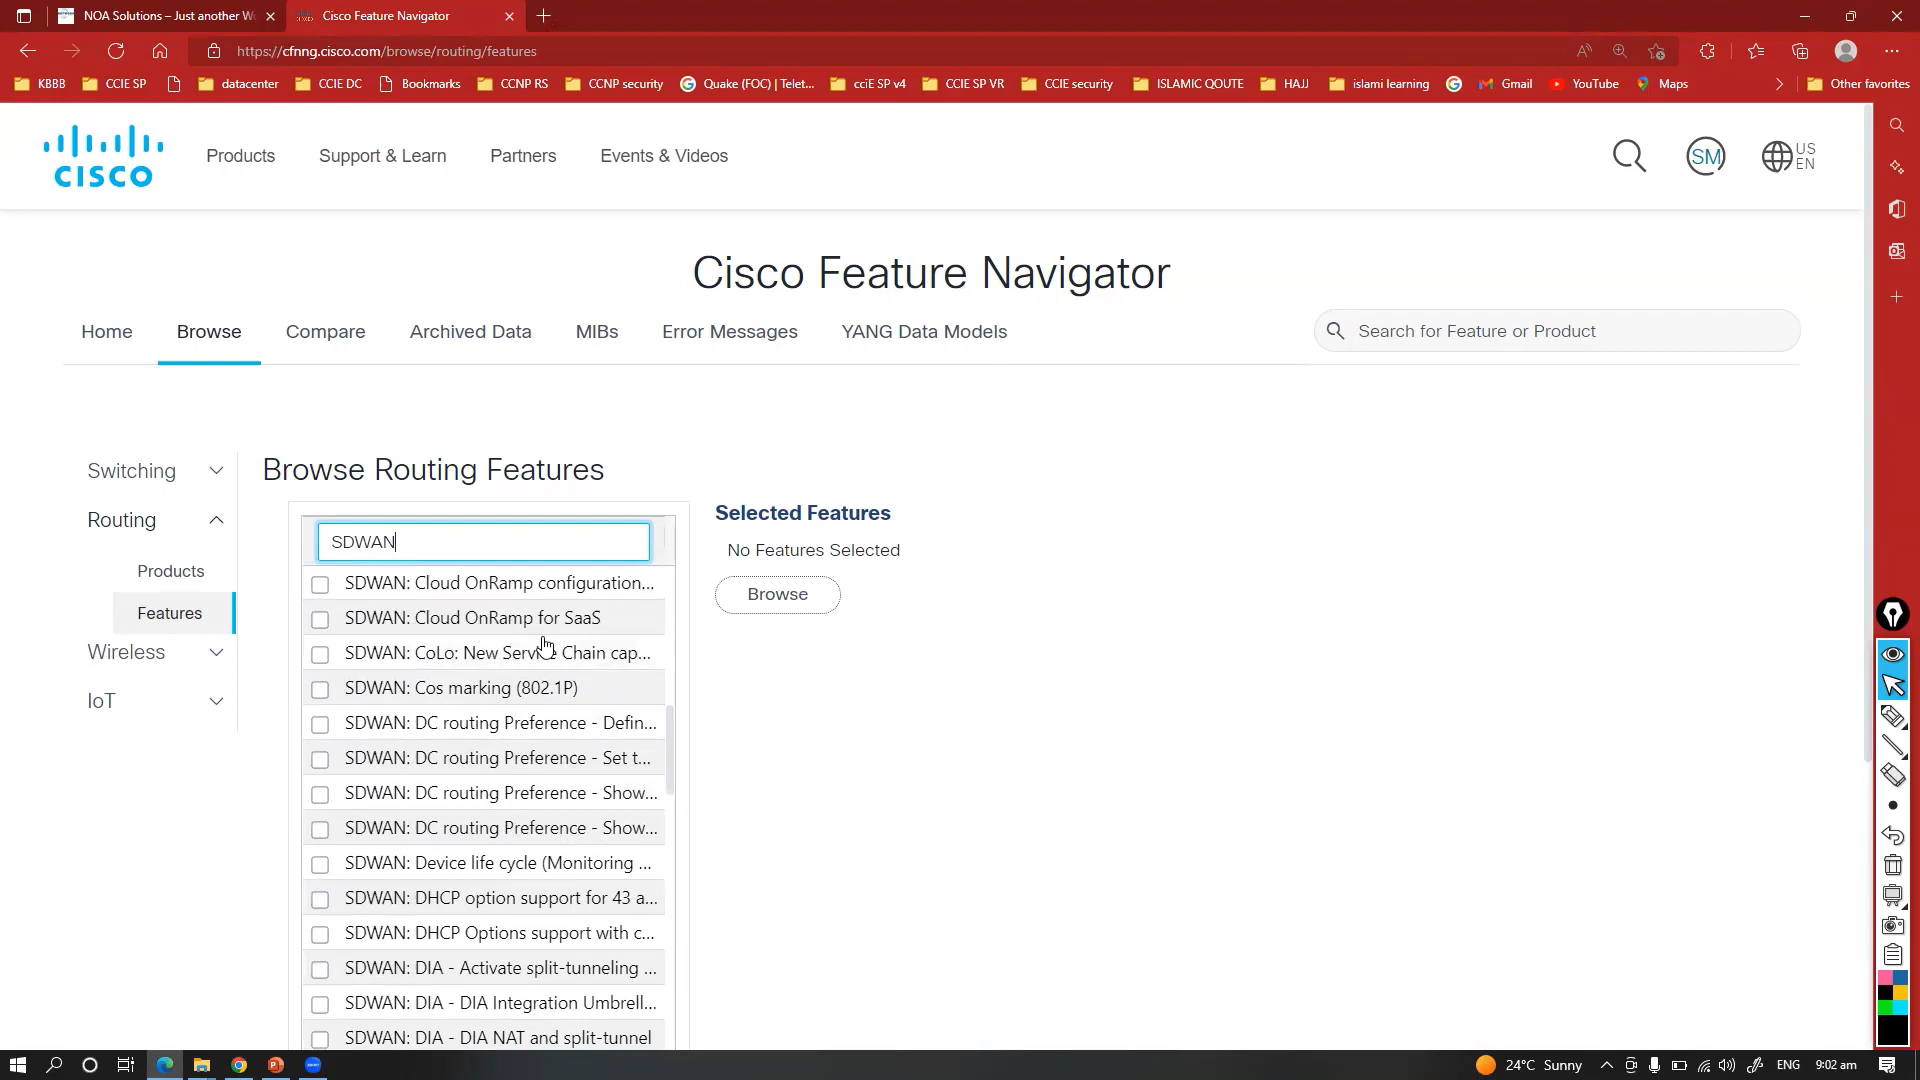 NOA Solutions – Just another W
Cisco Feature Navigator
https://cfnng.cisco.com/browse/routing/features
KBBB
CCIE SP
datacenter
CCIE DC
Bookmarks
CCNP RS
CCNP security
Quake (FOC) | Telet...
cciE SP v4
CCIE SP VR
CCIE security
ISLAMIC QOUTE
HAJJ
islami learning
Gmail
YouTube
Maps
Other favorites
CISCO
Products
Support & Learn
Partners
Events & Videos
SM
US
EN
Cisco Feature Navigator
Home
Browse
Compare
Archived Data
MIBs
Error Messages
YANG Data Models
Search for Feature or Product
Switching
Routing
Products
Features
Wireless
IoT
Browse Routing Features
SDWAN
SDWAN: Cloud OnRamp configuration...
SDWAN: Cloud OnRamp for SaaS
SDWAN: CoLo: New Service Chain cap...
SDWAN: Cos marking (802.1P)
SDWAN: DC routing Preference - Defin...
SDWAN: DC routing Preference - Set t...
SDWAN: DC routing Preference - Show...
SDWAN: DC routing Preference - Show...
SDWAN: Device life cycle (Monitoring ...
SDWAN: DHCP option support for 43 a...
SDWAN: DHCP Options support with c...
SDWAN: DIA - Activate split-tunneling ...
SDWAN: DIA - DIA Integration Umbrell...
SDWAN: DIA - DIA NAT and split-tunnel
Selected Features
No Features Selected
Browse
24°C Sunny
ENG
9:02 am